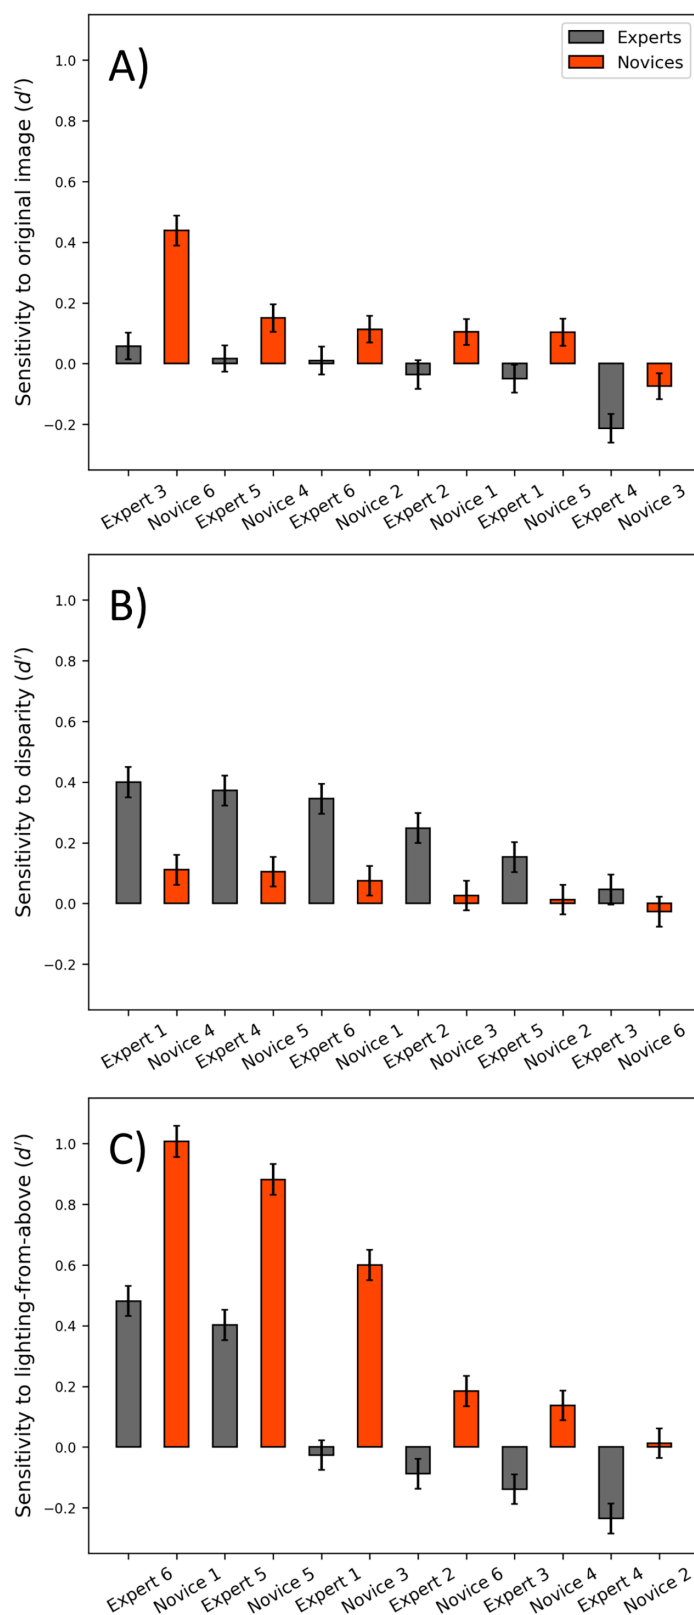 A)
Experts
Novices
Sensitivity to original image (d′)
1.0
0.8
0.6
0.4
0.2
0.0
−0.2
Expert 3 Novice 6 Expert 5 Novice 4 Expert 6 Novice 2 Expert 2 Novice 1 Expert 1 Novice 5 Expert 4 Novice 3
B)
Sensitivity to disparity (d′)
1.0
0.8
0.6
0.4
0.2
0.0
−0.2
Expert 1 Novice 4 Expert 4 Novice 5 Expert 6 Novice 1 Expert 2 Novice 3 Expert 5 Novice 2 Expert 3 Novice 6
C)
Sensitivity to lighting-from-above (d′)
1.0
0.8
0.6
0.4
0.2
0.0
−0.2
Expert 6 Novice 1 Expert 5 Novice 5 Expert 1 Novice 3 Expert 2 Novice 6 Expert 3 Novice 4 Expert 4 Novice 2